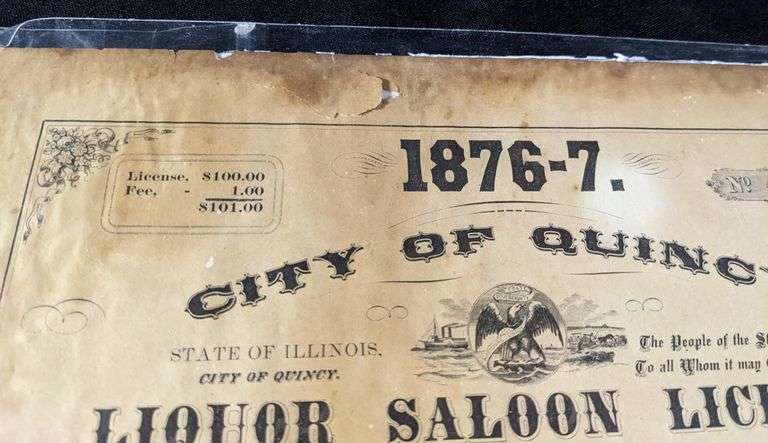 1876-7.
License, $100.00
Fee, - 1.00
$101.00
No
CITY OF QUINC
STATE OF ILLINOIS,
CITY OF QUINCY.
The People of the S
To all Whom it may
LIQUOR SALOON LIC